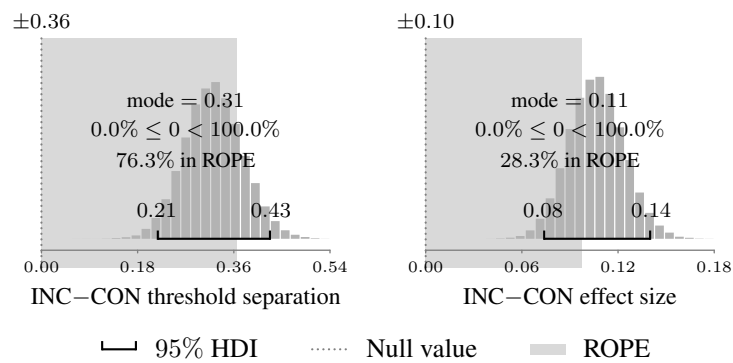 ±0.36
mode = 0.31
0.0% ≤ 0 < 100.0%
76.3% in ROPE
0.21 0.43
0.00 0.18 0.36 0.54
INC−CON threshold separation
±0.10
mode = 0.11
0.0% ≤ 0 < 100.0%
28.3% in ROPE
0.08 0.14
0.00 0.06 0.12 0.18
INC−CON effect size
95% HDI Null value ROPE